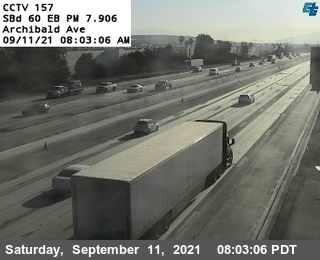 CCTV 157
SBd 60 EB PM 7.906
Archibald Ave
09/11/21 08:03:06 AM
Saturday, September 11, 2021 08:03:06 PDT